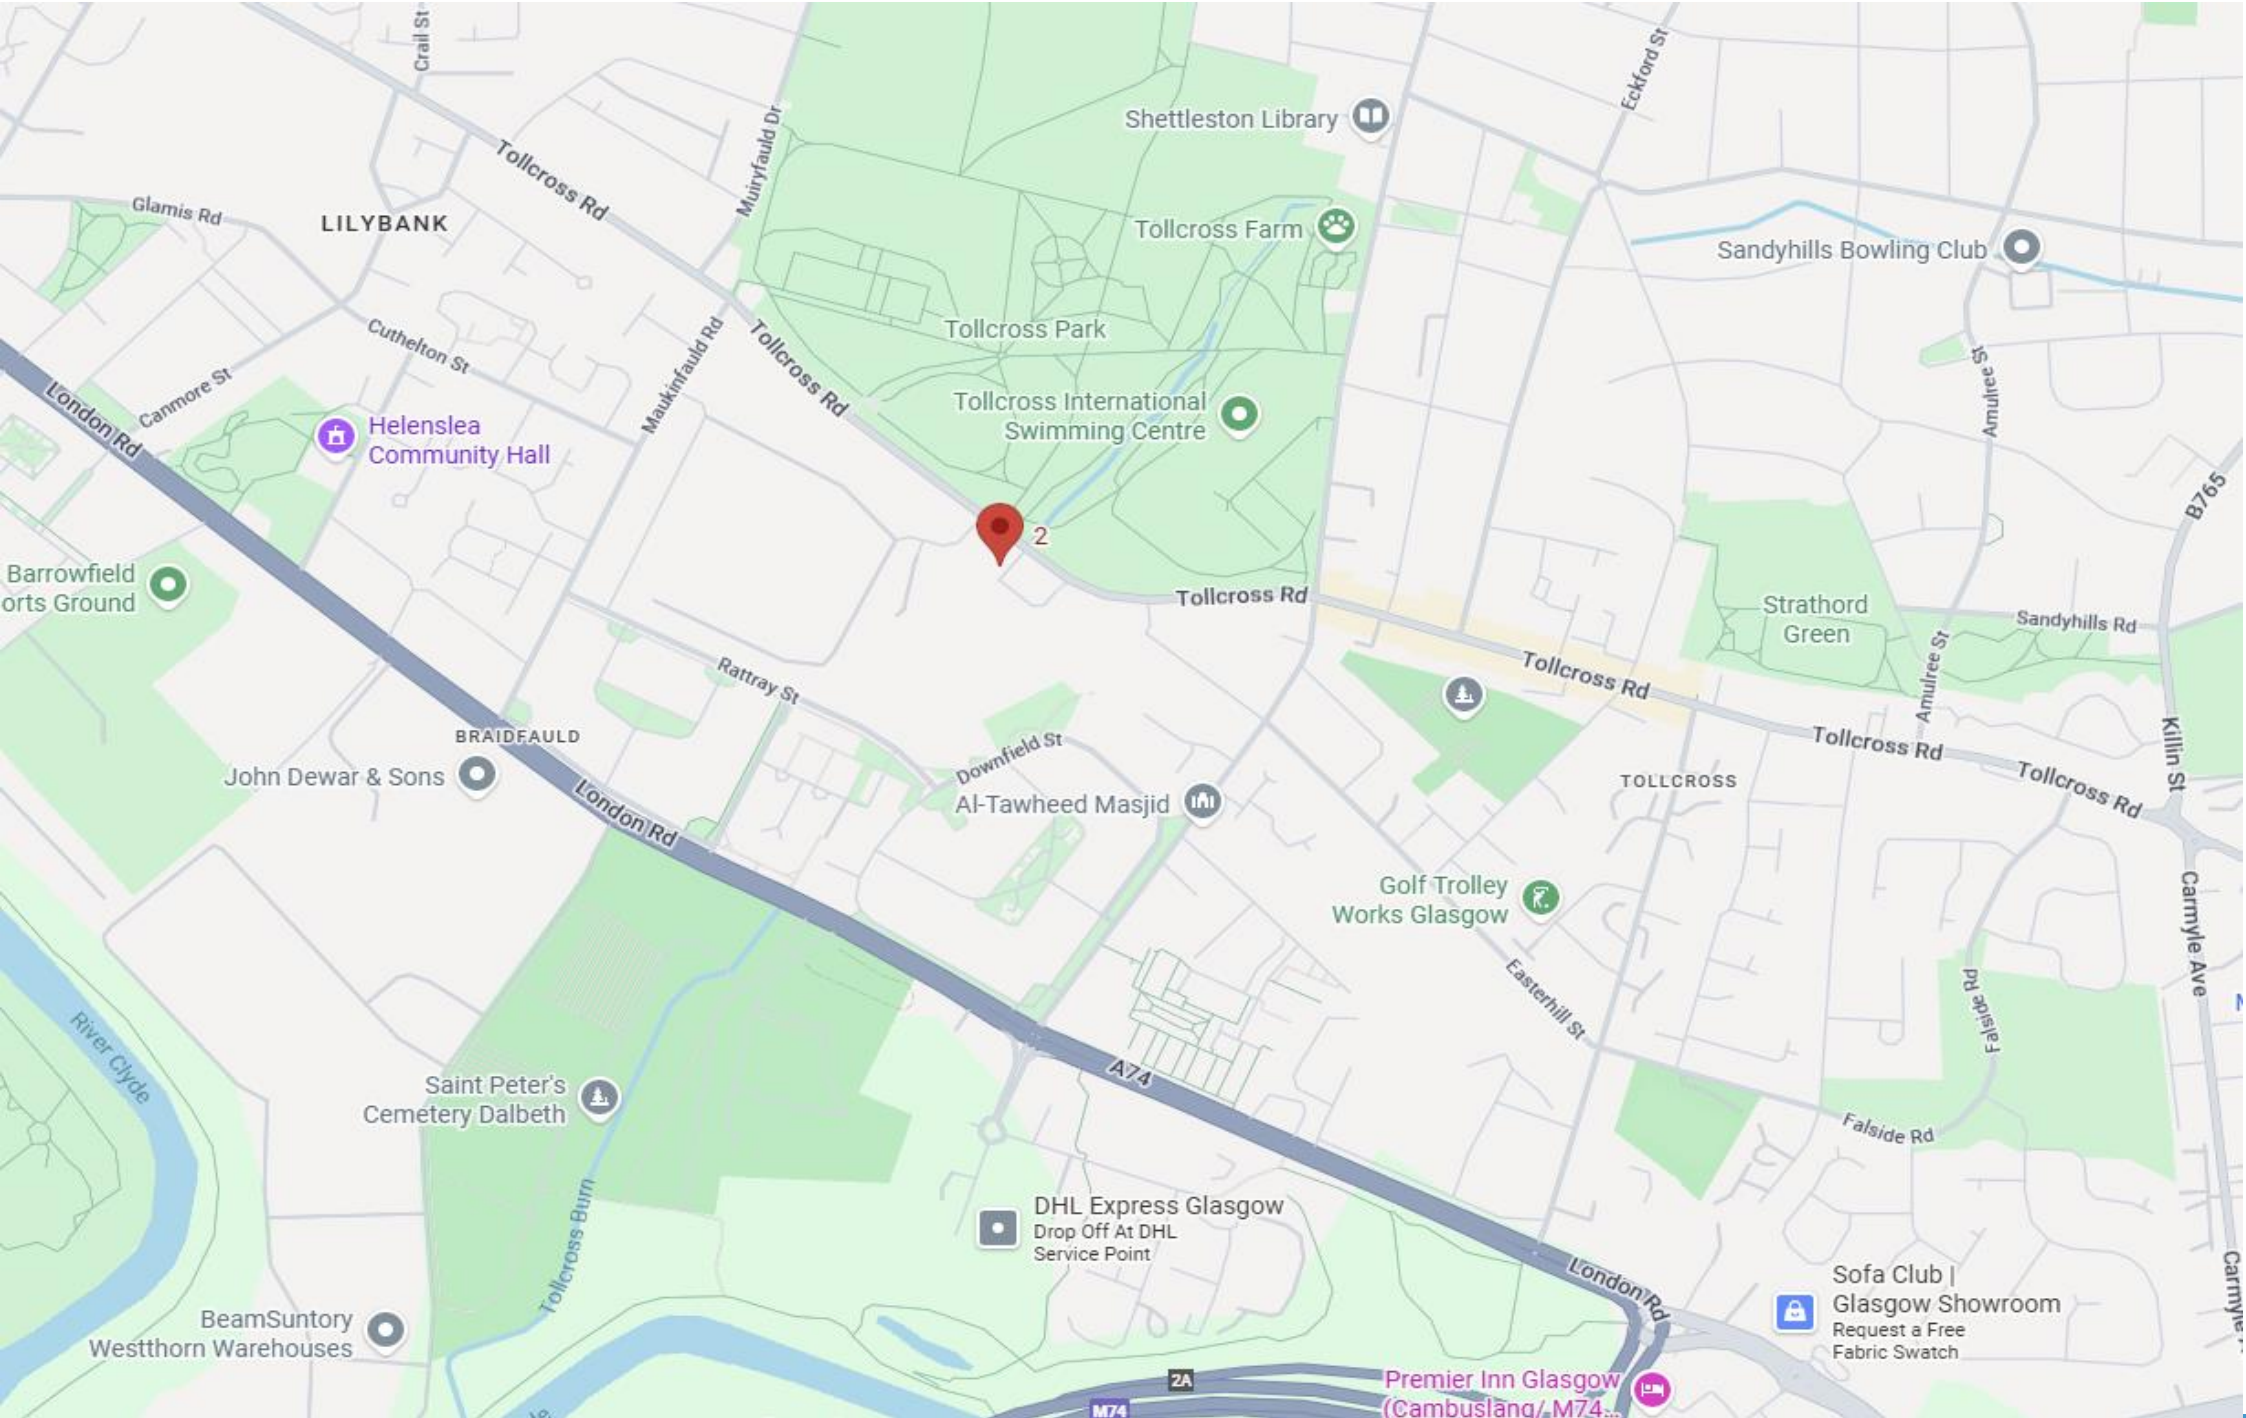 Crail St
Eckford St
Shettleston Library
Muiryfauld Dr
Tollcross Rd
Glamis Rd
LILYBANK
Tollcross Farm
Sandyhills Bowling Club
Cuthelton St
Tollcross Park
Tollcross Rd
Maukinfauld Rd
Canmore St
London Rd
Amulree St
Tollcross International
Swimming Centre
Helenslea
Community Hall
B765
2
Barrowfield
orts Ground
Tollcross Rd
Strathord
Green
Sandyhills Rd
Rattray St
Tollcross Rd
Amulree St
BRAIDFAULD
Downfield St
Tollcross Rd
Killin St
John Dewar & Sons
TOLLCROSS
Tollcross Rd
London Rd
Al-Tawheed Masjid
Golf Trolley
Works Glasgow
Carmyle Ave
Easterhill St
Falside Rd
River Clyde
A74
Saint Peter's
Cemetery Dalbeth
Falside Rd
Tollcross Burn
DHL Express Glasgow
Drop Off At DHL
Service Point
London Rd
Sofa Club |
Glasgow Showroom
Request a Free
Fabric Swatch
BeamSuntory
Westthorn Warehouses
2A
M74
Premier Inn Glasgow
(Cambuslang/ M74...